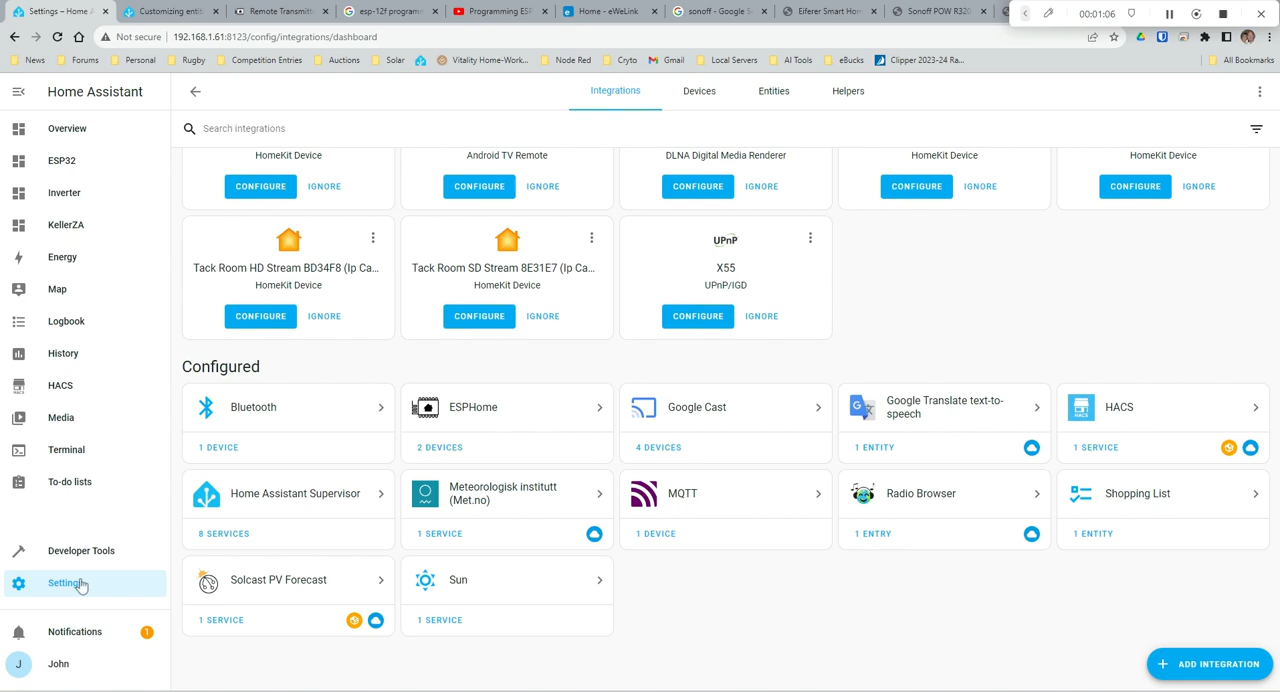 Settings – Home A
Customizing entit
Remote Transmitt
esp-12f programm
Programming ESP
Home - eWeLink
sonoff - Google S
Eiferer Smart Hom
Sonoff POW R320
00:01:06
Not secure
192.168.1.61:8123/config/integrations/dashboard
News
Forums
Personal
Rugby
Competition Entries
Auctions
Solar
Vitality Home-Work...
Node Red
Cryto
Gmail
Local Servers
AI Tools
eBucks
Clipper 2023-24 Ra...
All Bookmarks
Home Assistant
Integrations
Devices
Entities
Helpers
Search integrations
Overview
ESP32
Inverter
KellerZA
Energy
Map
Logbook
History
HACS
Media
Terminal
To-do lists
Developer Tools
Settings
Notifications
1
J
John
HomeKit Device
Android TV Remote
DLNA Digital Media Renderer
HomeKit Device
HomeKit Device
CONFIGURE IGNORE
CONFIGURE IGNORE
CONFIGURE IGNORE
CONFIGURE IGNORE
CONFIGURE IGNORE
Tack Room HD Stream BD34F8 (Ip Ca...
HomeKit Device
CONFIGURE IGNORE
Tack Room SD Stream 8E31E7 (Ip Ca...
HomeKit Device
CONFIGURE IGNORE
UPnP
X55
UPnP/IGD
CONFIGURE IGNORE
Configured
Bluetooth
1 DEVICE
ESPHome
2 DEVICES
Google Cast
4 DEVICES
Google Translate text-to-
speech
1 ENTITY
HACS
HACS
1 SERVICE
Home Assistant Supervisor
8 SERVICES
Meteorologisk institutt
(Met.no)
1 SERVICE
MQTT
1 DEVICE
Radio Browser
1 ENTRY
Shopping List
1 ENTITY
Solcast PV Forecast
1 SERVICE
Sun
1 SERVICE
+ ADD INTEGRATION